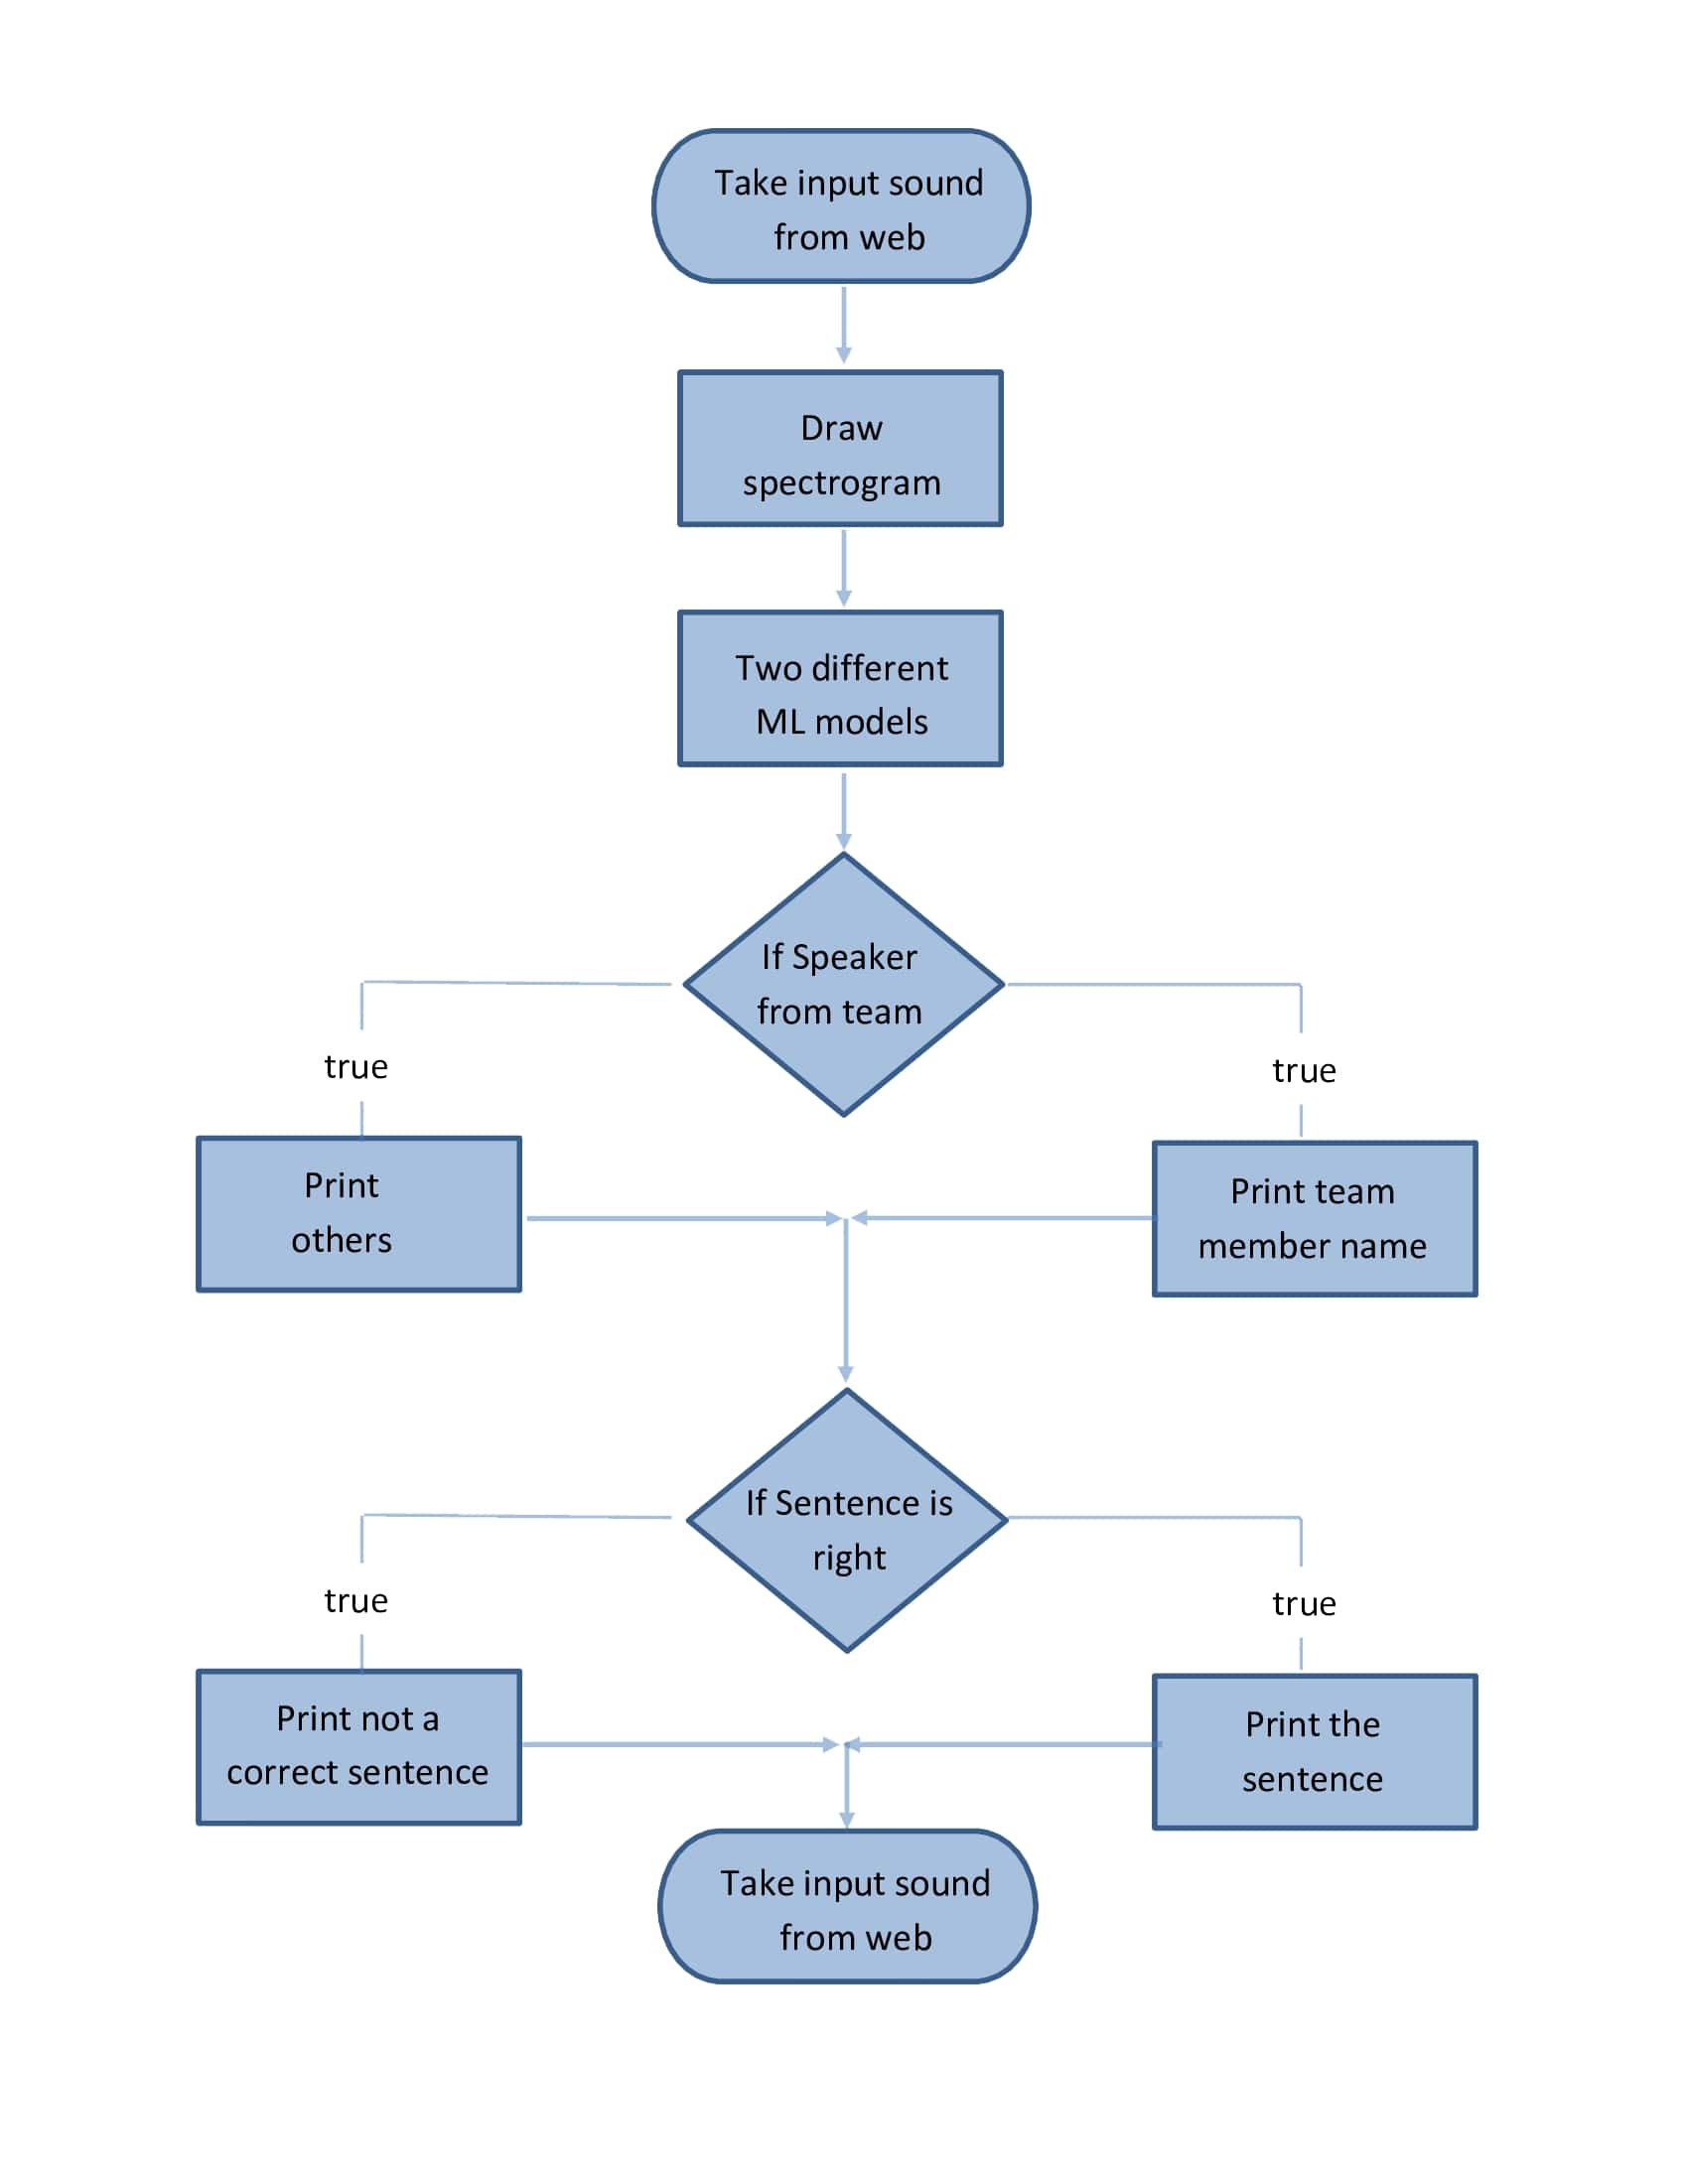 Take input sound
from web
Draw
spectrogram
Two different
ML models
If Speaker
from team
true
true
Print
others
Print team
member name
If Sentence is
right
true
true
Print not a
correct sentence
Print the
sentence
Take input sound
from web